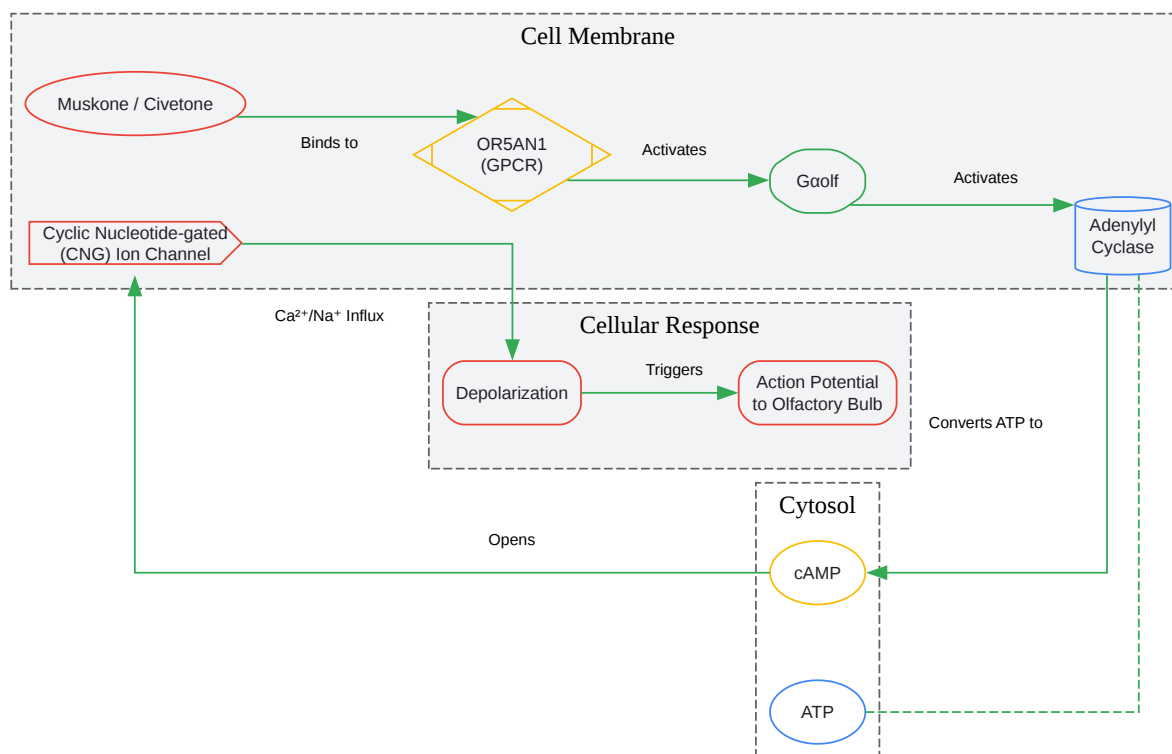 Cell Membrane
Muskone / Civetone
Binds to
OR5AN1
(GPCR)
Activates
Gαolf
Activates
Adenylyl
Cyclase
Cyclic Nucleotide-gated
(CNG) Ion Channel
Ca²⁺/Na⁺ Influx
Cellular Response
Depolarization
Triggers
Action Potential
to Olfactory Bulb
Converts ATP to
Cytosol
Opens
cAMP
ATP